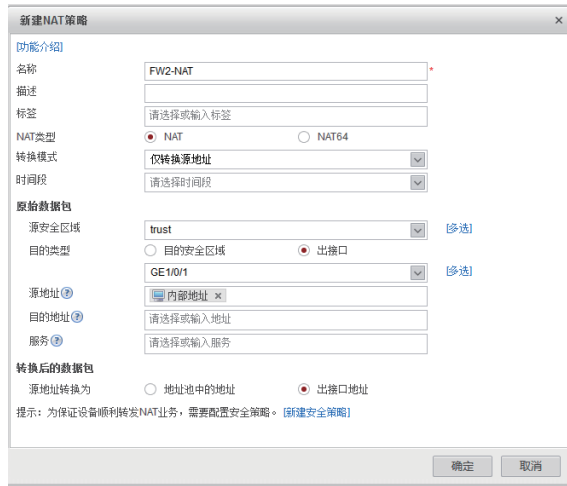 新建NAT策略 ×
[功能介绍]
名称 FW2-NAT *
描述
标签 请选择或输入标签
NAT类型 NAT NAT64
转换模式 仅转换源地址
时间段 请选择时间段
原始数据包
源安全区域 trust [多选]
目的类型 目的安全区域 出接口
GE1/0/1 [多选]
源地址 ? 内部地址 ×
目的地址 ? 请选择或输入地址
服务 ? 请选择或输入服务
转换后的数据包
源地址转换为 地址池中的地址 出接口地址
提示：为保证设备顺利转发NAT业务，需要配置安全策略。[新建安全策略]
确定 取消